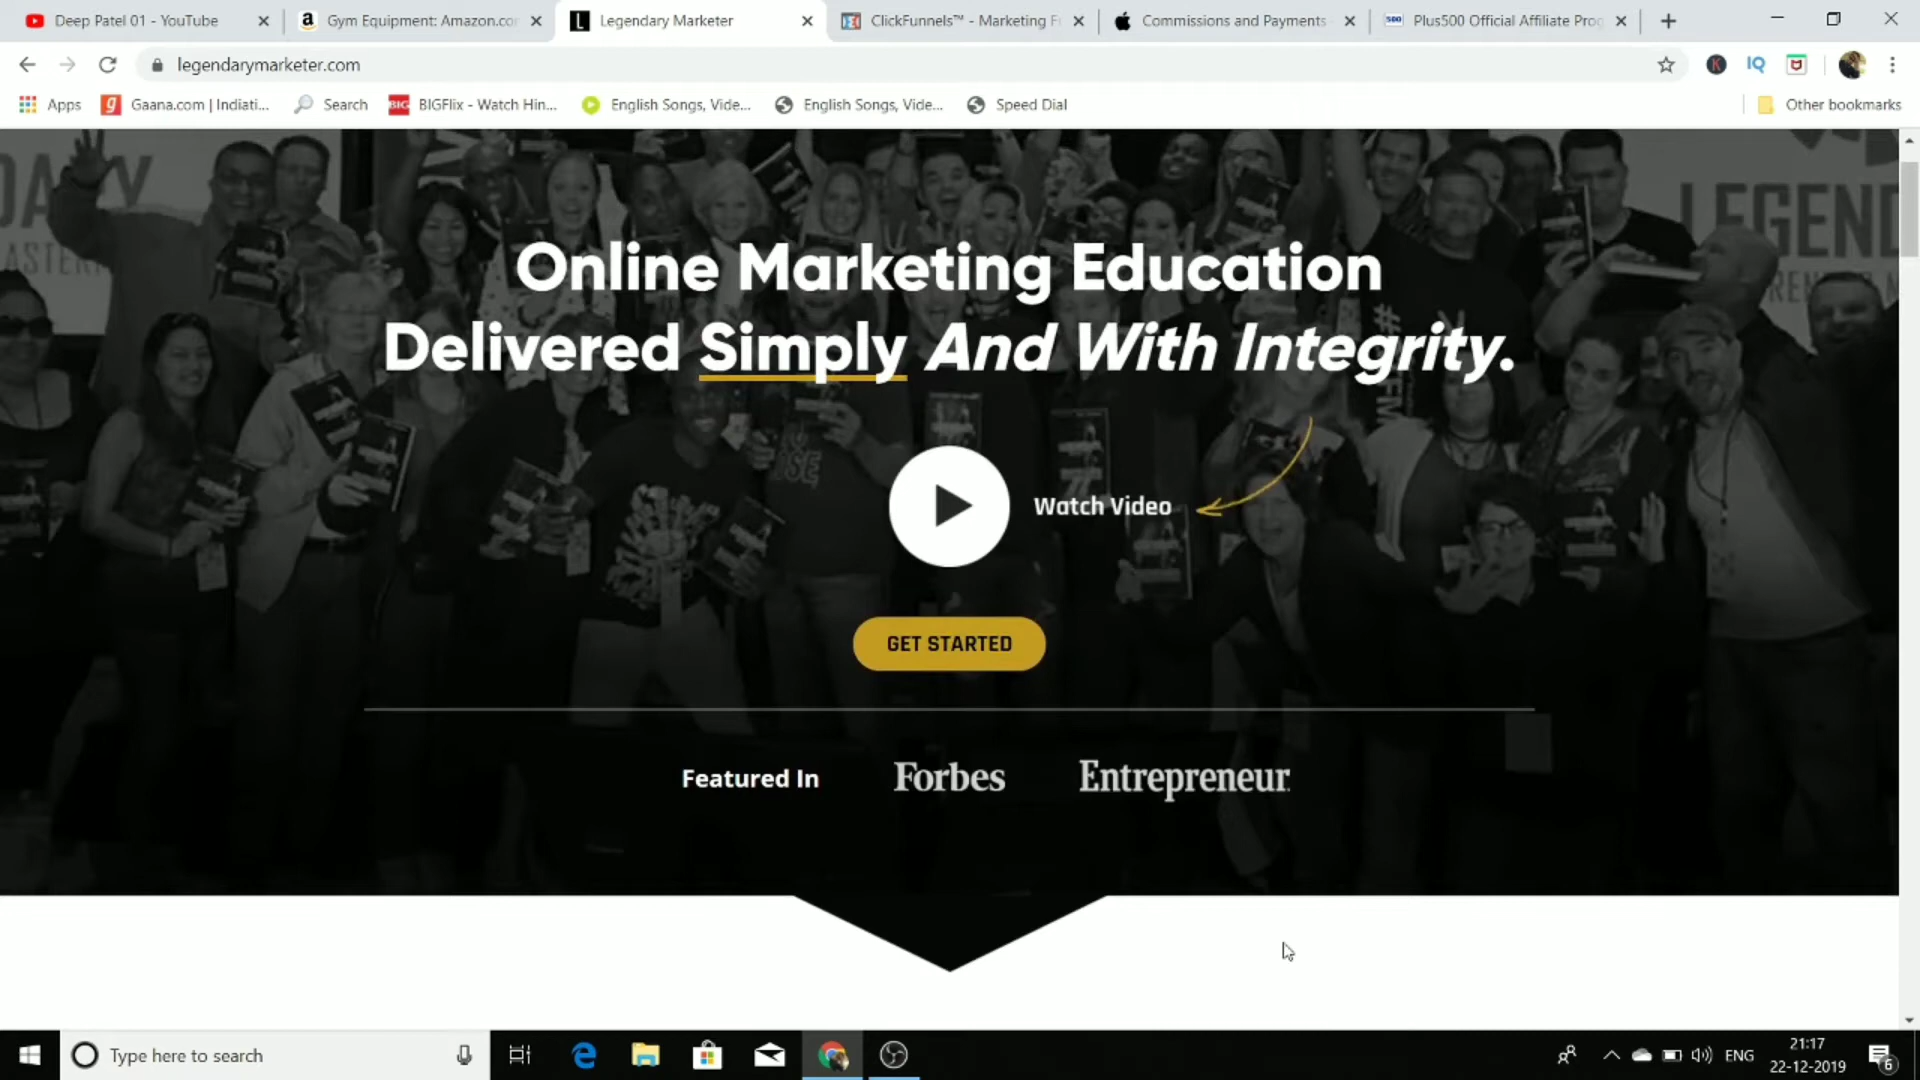 Deep Patel 01 - YouTube
Gym Equipment: Amazon.co
Legendary Marketer
ClickFunnels™ - Marketing F
Commissions and Payments
Plus500 Official Affiliate Prog
legendarymarketer.com
Apps
Gaana.com | Indiati...
Search
BIGFlix - Watch Hin...
English Songs, Vide...
English Songs, Vide...
Speed Dial
Other bookmarks
Online Marketing Education
Delivered Simply And With Integrity.
Watch Video
GET STARTED
Featured In
Forbes
Entrepreneur
Type here to search
ENG
21:17
22-12-2019
6